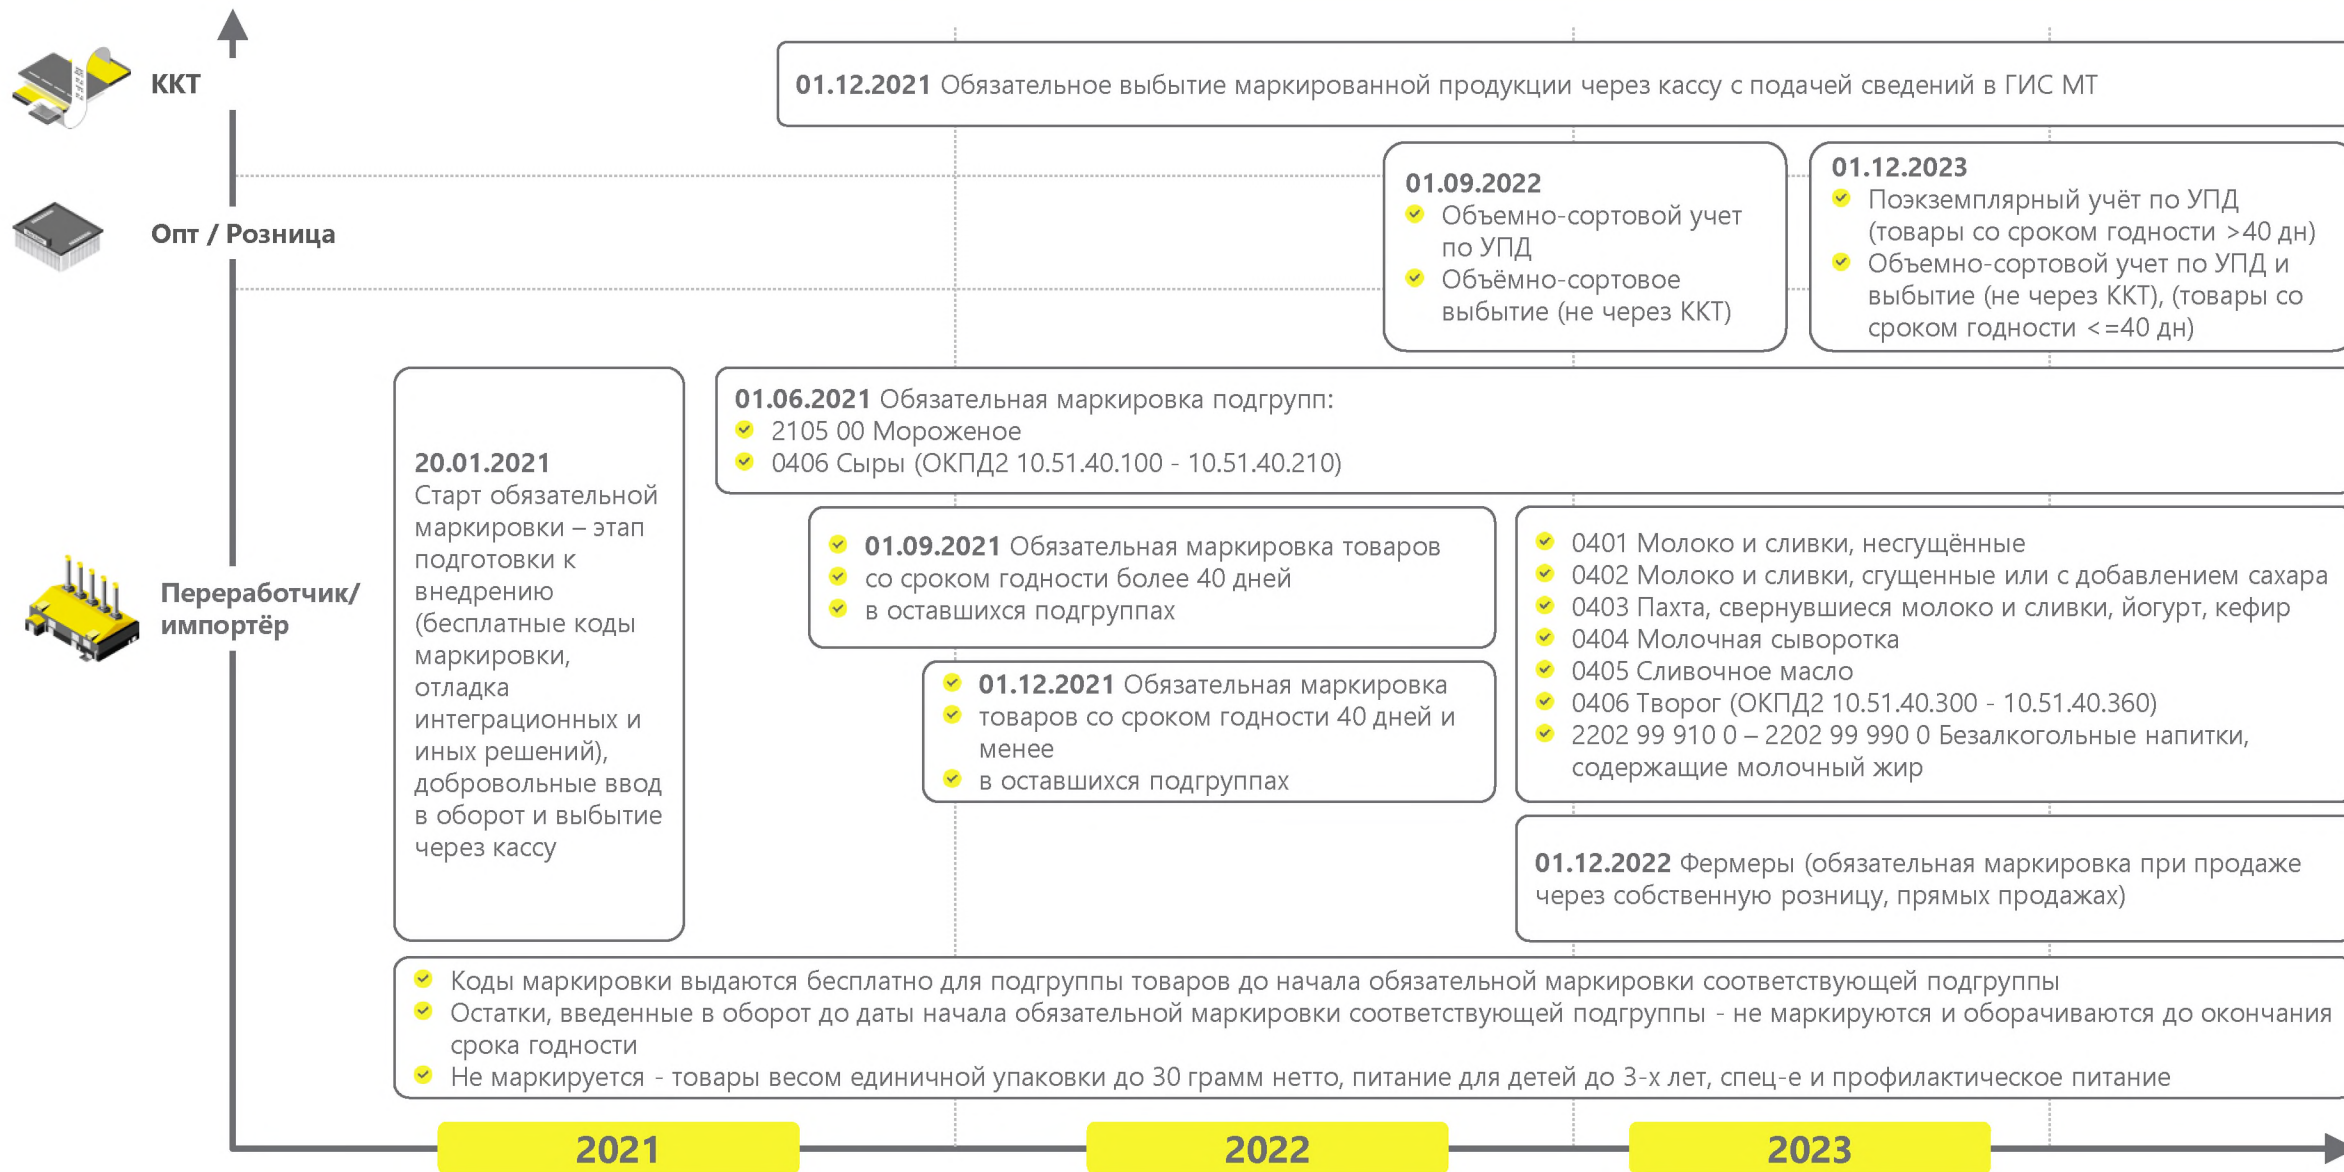 ККТ
01.12.2021 Обязательное выбытие маркированной продукции через кассу с подачей сведений в ГИС МТ
Опт / Розница
01.09.2022
Объемно-сортовой учет
по УПД
Объёмно-сортовое
выбытие (не через ККТ)
01.12.2023
Поэкземплярный учёт по УПД
(товары со сроком годности >40 дн)
Объемно-сортовой учет по УПД и
выбытие (не через ККТ), (товары со
сроком годности <=40 дн)
Переработчик/
импортёр
20.01.2021
Старт обязательной
маркировки – этап
подготовки к
внедрению
(бесплатные коды
маркировки,
отладка
интеграционных и
иных решений),
добровольные ввод
в оборот и выбытие
через кассу
01.06.2021 Обязательная маркировка подгрупп:
2105 00 Мороженое
0406 Сыры (ОКПД2 10.51.40.100 - 10.51.40.210)
01.09.2021 Обязательная маркировка товаров
со сроком годности более 40 дней
в оставшихся подгруппах
01.12.2021 Обязательная маркировка
товаров со сроком годности 40 дней и
менее
в оставшихся подгруппах
0401 Молоко и сливки, несгущённые
0402 Молоко и сливки, сгущенные или с добавлением сахара
0403 Пахта, свернувшиеся молоко и сливки, йогурт, кефир
0404 Молочная сыворотка
0405 Сливочное масло
0406 Творог (ОКПД2 10.51.40.300 - 10.51.40.360)
2202 99 910 0 – 2202 99 990 0 Безалкогольные напитки,
содержащие молочный жир
01.12.2022 Фермеры (обязательная маркировка при продаже
через собственную розницу, прямых продажах)
Коды маркировки выдаются бесплатно для подгруппы товаров до начала обязательной маркировки соответствующей подгруппы
Остатки, введенные в оборот до даты начала обязательной маркировки соответствующей подгруппы - не маркируются и оборачиваются до окончания
срока годности
Не маркируется - товары весом единичной упаковки до 30 грамм нетто, питание для детей до 3-х лет, спец-е и профилактическое питание
2021
2022
2023